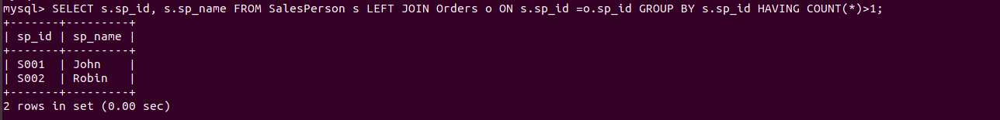 mysql> SELECT s.sp_id, s.sp_name FROM SalesPerson s LEFT JOIN Orders o ON s.sp_id =o.sp_id GROUP BY s.sp_id HAVING COUNT(*)>1;
+-------+---------+
| sp_id | sp_name |
+-------+---------+
| S001  | John    |
| S002  | Robin   |
+-------+---------+
2 rows in set (0.00 sec)